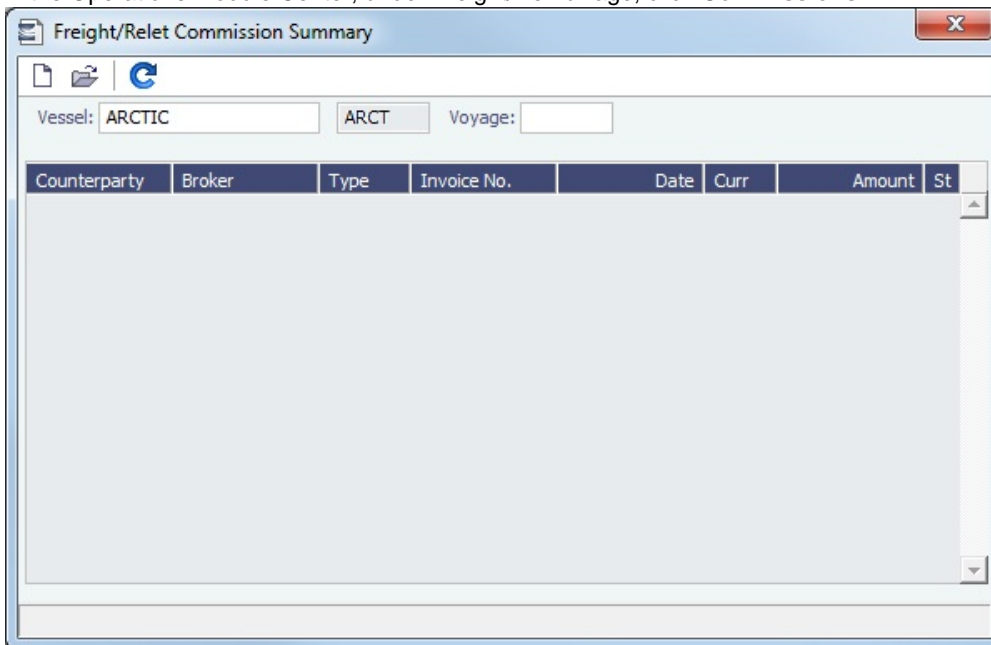 Freight/Relet Commission Summary
Vessel: ARCTIC ARCT Voyage:
Counterparty Broker Type Invoice No. Date Curr Amount St